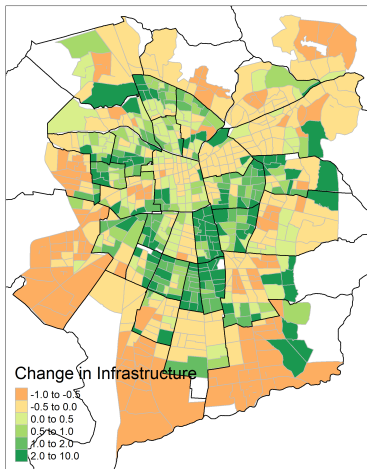 Change in Infrastructure
-1.0 to -0.5
-0.5 to 0.0
0.0 to 0.5
0.5 to 1.0
1.0 to 2.0
2.0 to 10.0